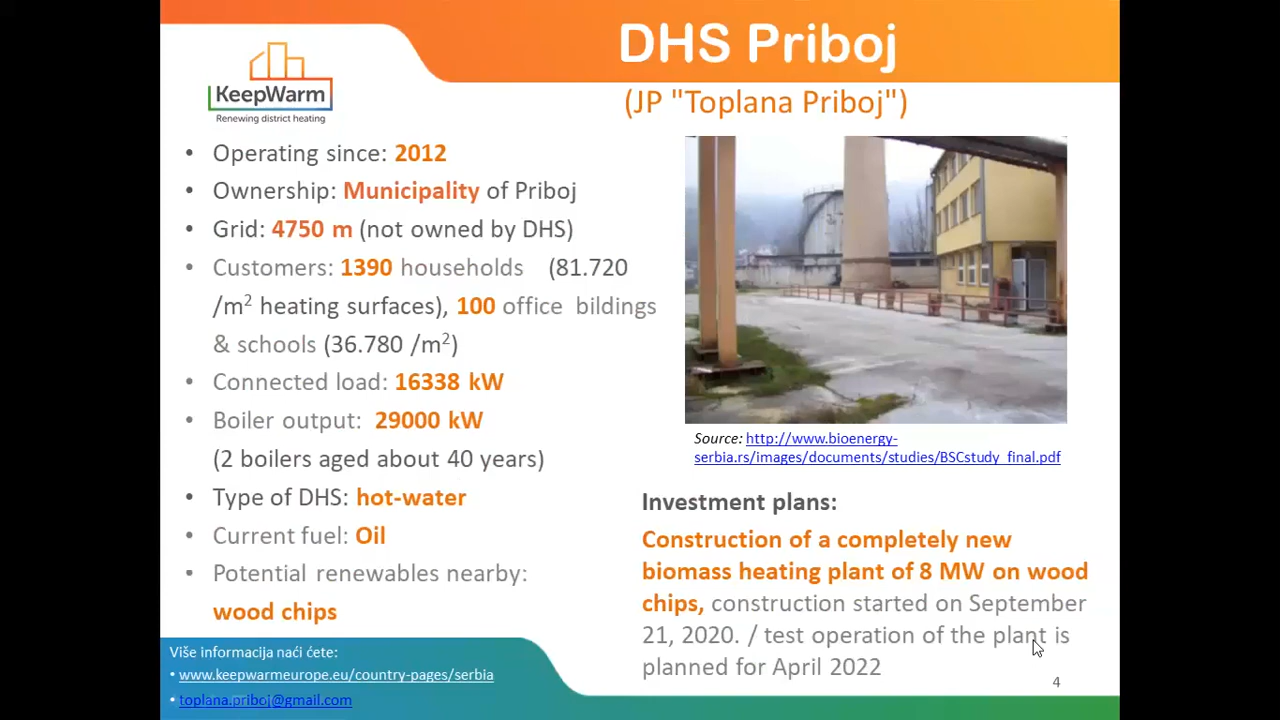 DHS Priboj
(JP "Toplana Priboj")
KeepWarm
Renewing district heating
• Operating since: 2012
• Ownership: Municipality of Priboj
• Grid: 4750 m (not owned by DHS)
• Customers: 1390 households (81.720
/m² heating surfaces), 100 office bildings
& schools (36.780 /m²)
• Connected load: 16338 kW
• Boiler output: 29000 kW
(2 boilers aged about 40 years)
• Type of DHS: hot-water
• Current fuel: Oil
• Potential renewables nearby:
wood chips
Source: http://www.bioenergy-
serbia.rs/images/documents/studies/BSCstudy_final.pdf
Investment plans:
Construction of a completely new
biomass heating plant of 8 MW on wood
chips, construction started on September
21, 2020. / test operation of the plant is
planned for April 2022
Više informacija naći ćete:
• www.keepwarmeurope.eu/country-pages/serbia
• toplana.priboj@gmail.com
4